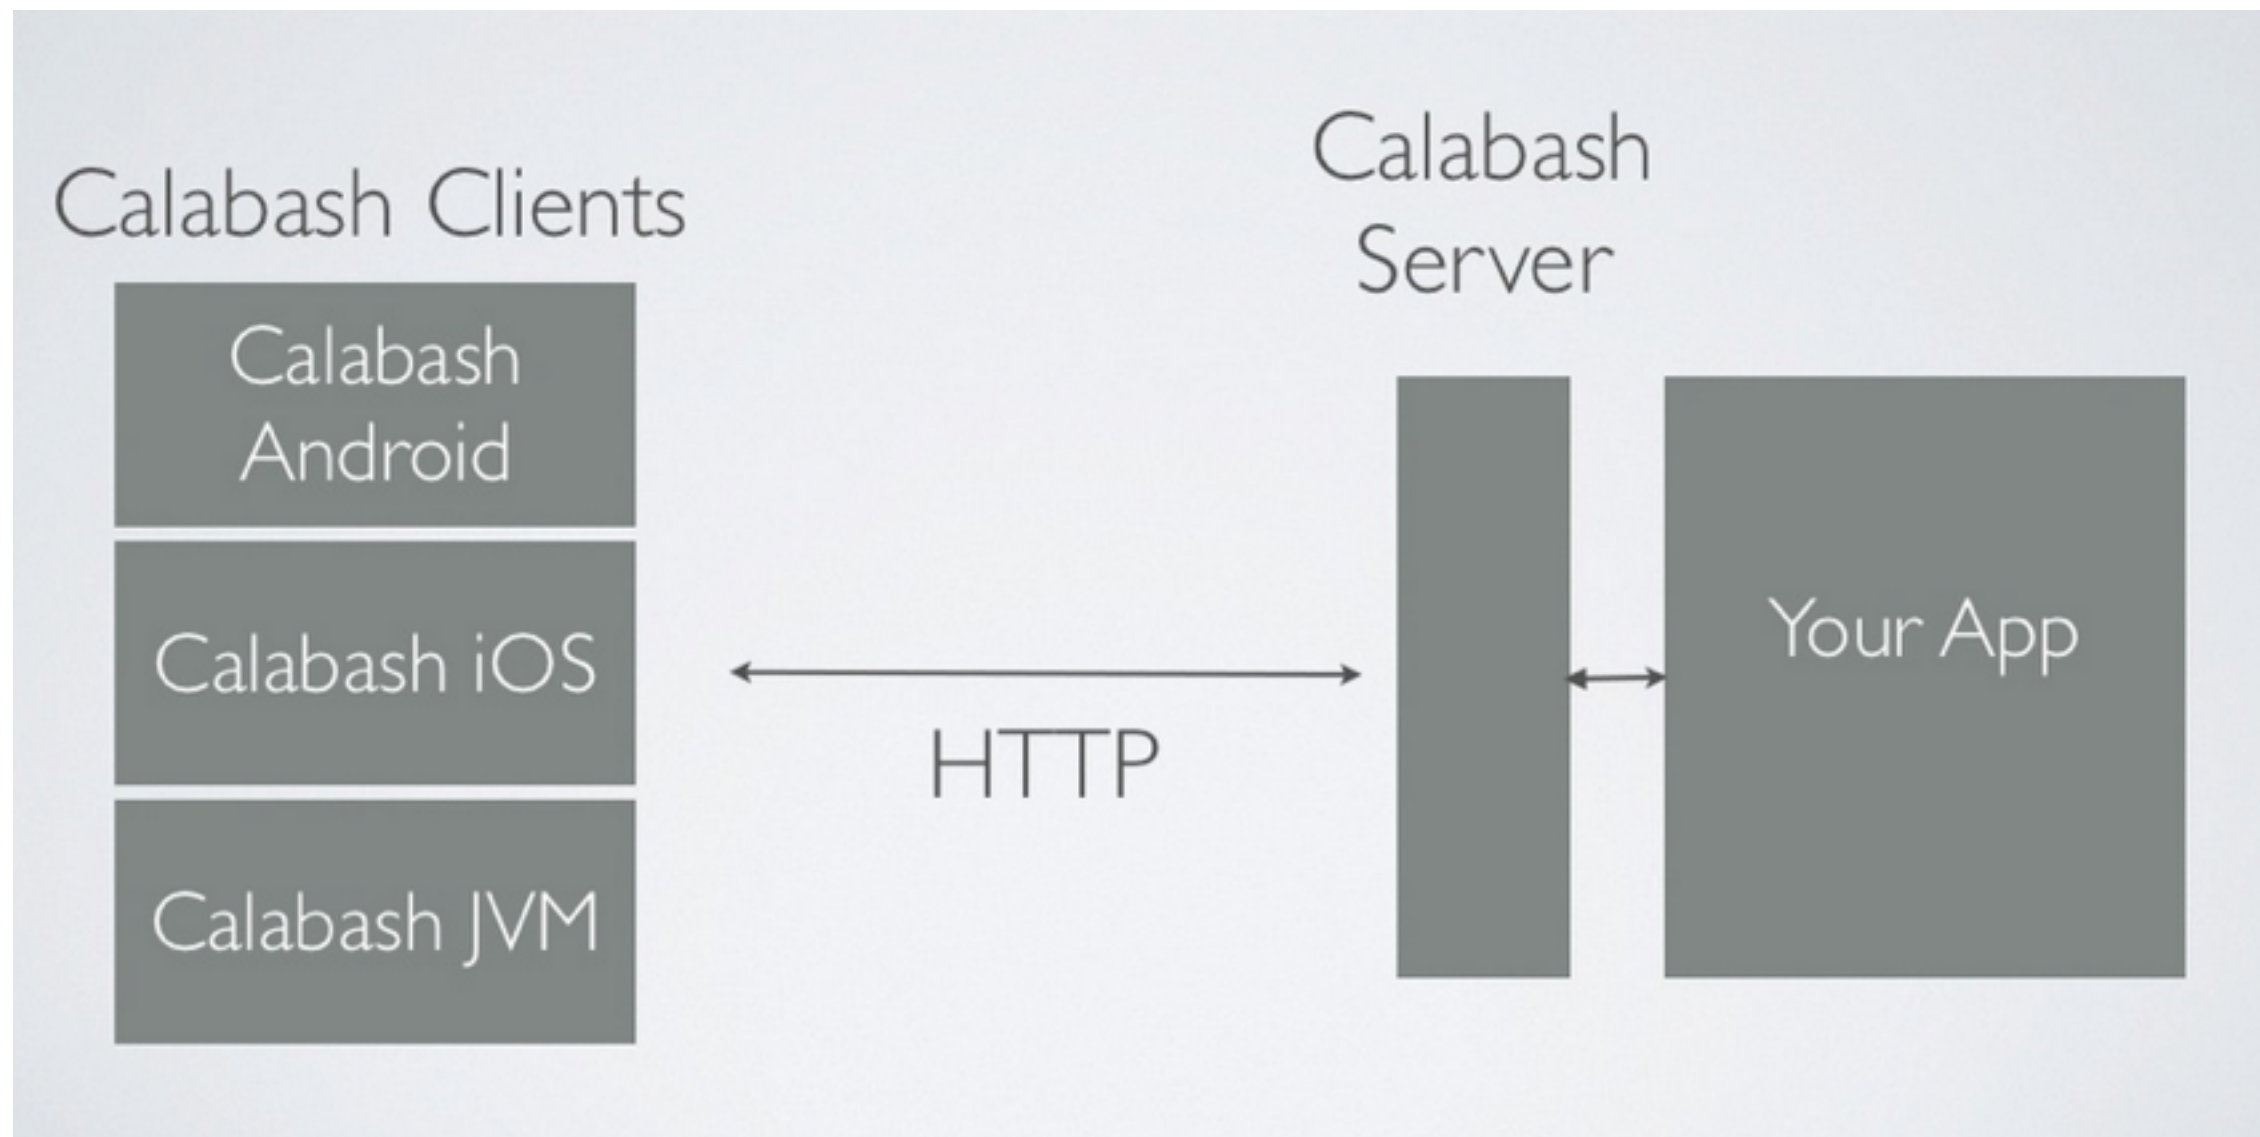 Calabash Clients
Calabash
Android
Calabash iOS
Calabash JVM
HTTP
Calabash
Server
Your App